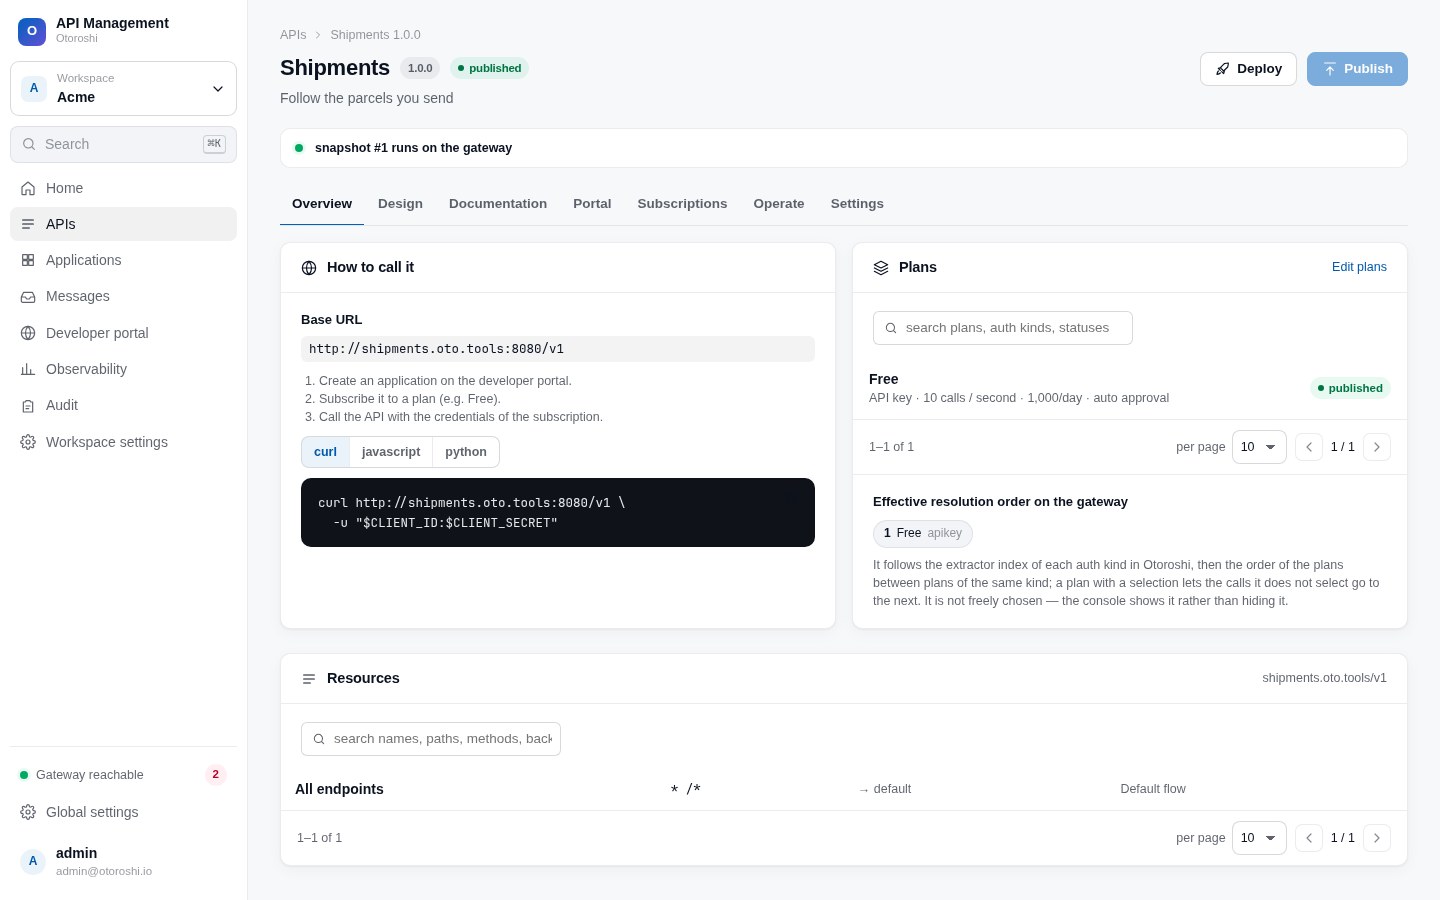 O
API Management
Otoroshi
A
Workspace
Acme
Search
⌘K
Home
APIs
Applications
Messages
Developer portal
Observability
Audit
Workspace settings
Gateway reachable
2
Global settings
A
admin
admin@otoroshi.io
APIs > Shipments 1.0.0
Shipments 1.0.0 published
Deploy
Publish
Follow the parcels you send
snapshot #1 runs on the gateway
Overview Design Documentation Portal Subscriptions Operate Settings
How to call it
Base URL
http://shipments.oto.tools:8080/v1
1. Create an application on the developer portal.
2. Subscribe it to a plan (e.g. Free).
3. Call the API with the credentials of the subscription.
curl javascript python
curl http://shipments.oto.tools:8080/v1 \
-u "$CLIENT_ID:$CLIENT_SECRET"
Plans
Edit plans
search plans, auth kinds, statuses
Free
API key · 10 calls / second · 1,000/day · auto approval
published
1–1 of 1
per page 10 1 / 1
Effective resolution order on the gateway
1 Free apikey
It follows the extractor index of each auth kind in Otoroshi, then the order of the plans
between plans of the same kind; a plan with a selection lets the calls it does not select go to
the next. It is not freely chosen — the console shows it rather than hiding it.
Resources
shipments.oto.tools/v1
search names, paths, methods, back
All endpoints * /* → default Default flow
1–1 of 1
per page 10 1 / 1